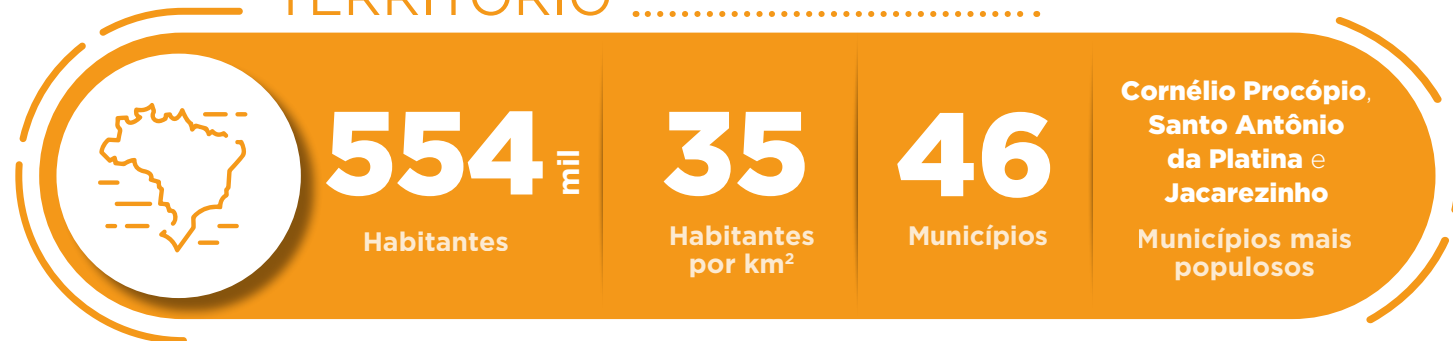 TERRITÓRIO
554 mil
Habitantes
35
Habitantes
por km²
46
Municípios
Cornélio Procópio,
Santo Antônio
da Platina e
Jacarezinho
Municípios mais
populosos